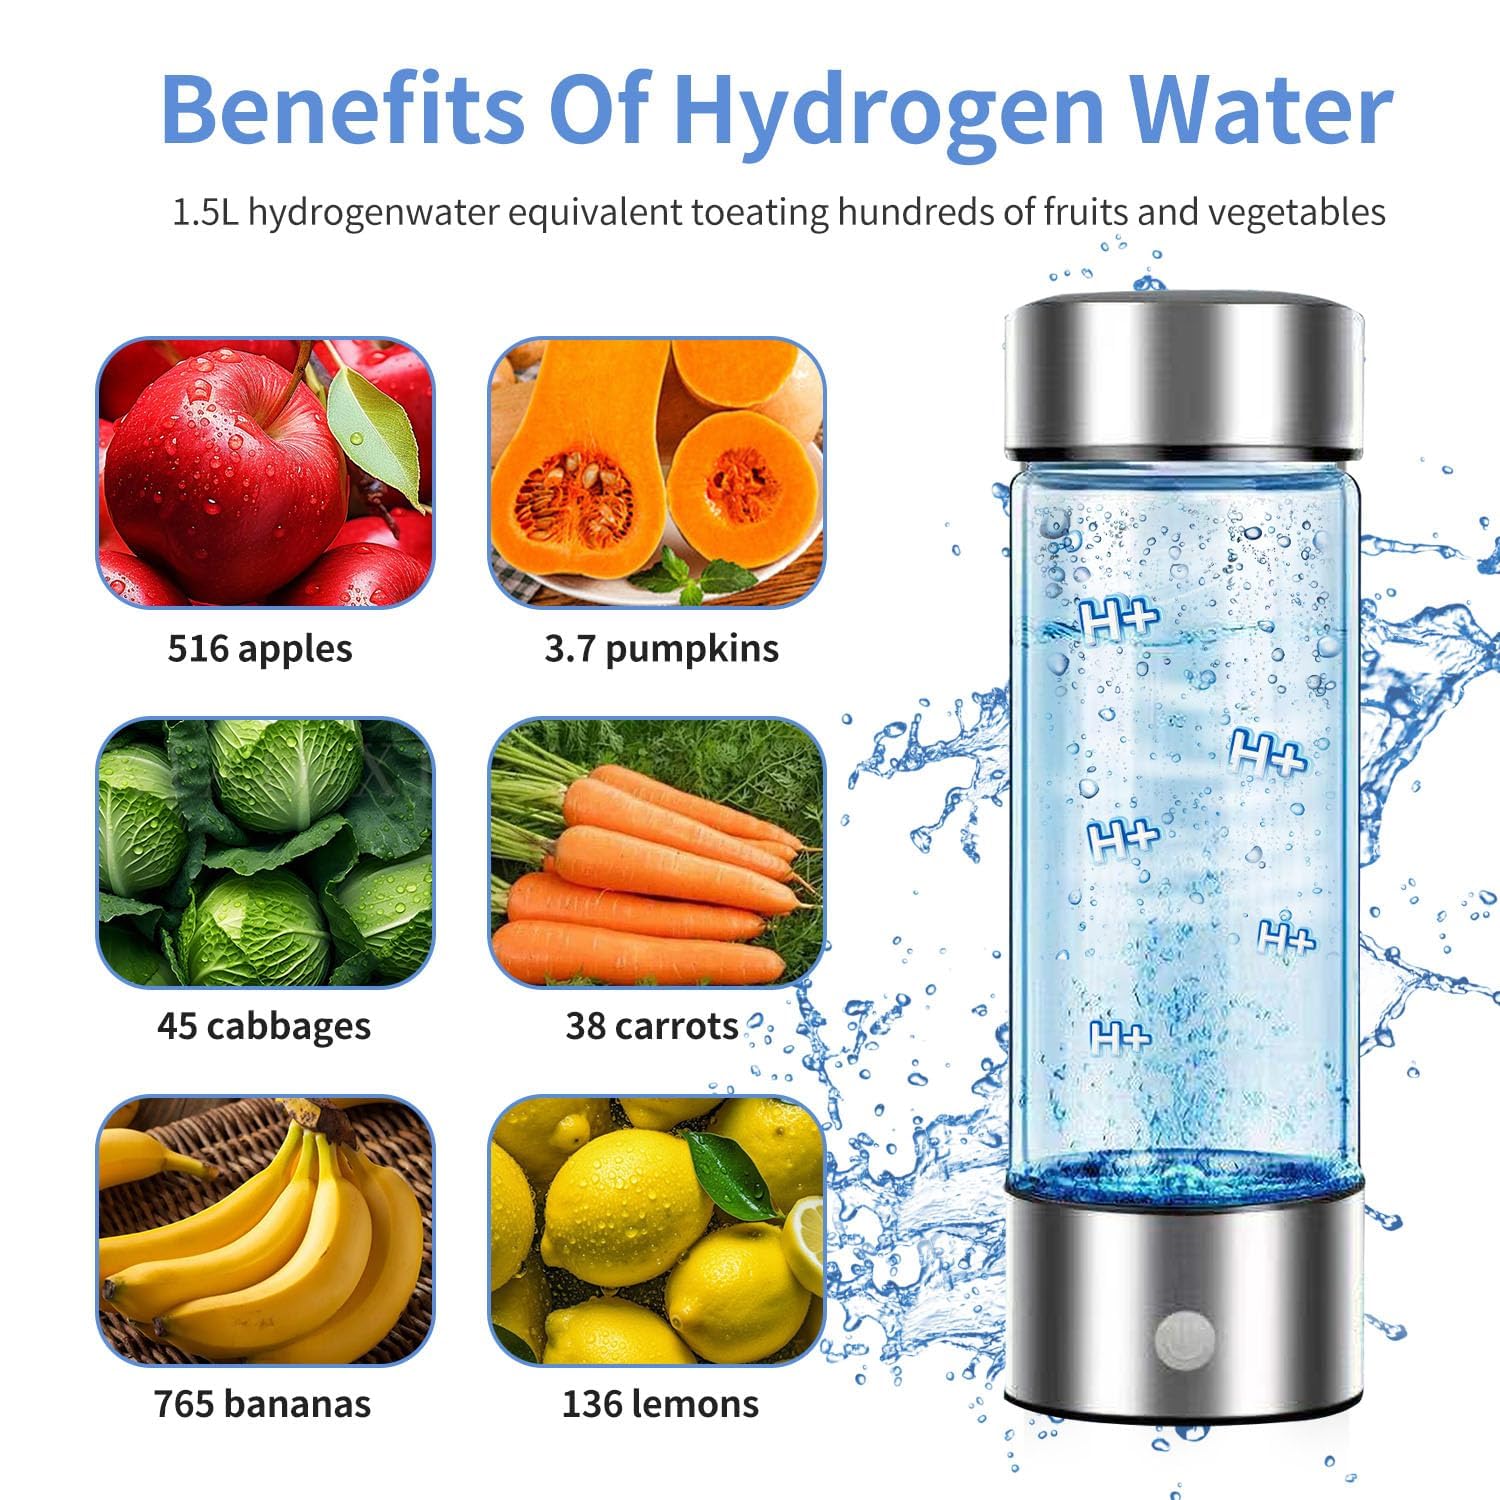 Benefits Of Hydrogen Water
1.5L hydrogenwater equivalent toeating hundreds of fruits and vegetables
516 apples
3.7 pumpkins
45 cabbages
38 carrots
765 bananas
136 lemons
H+
H+
H+
H+
H+